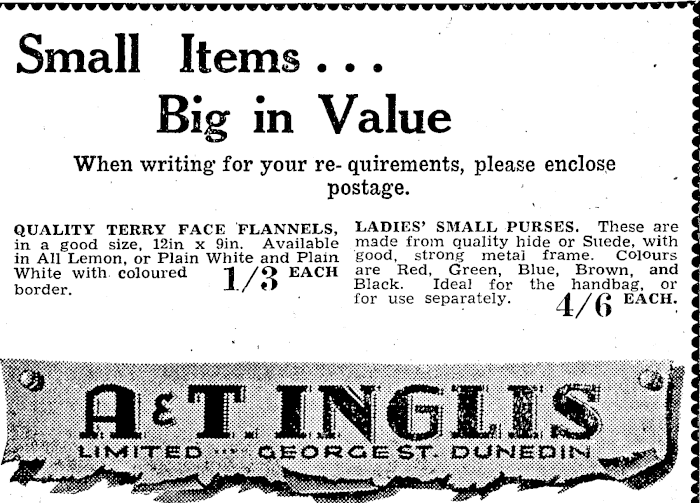 Small Items . . .
Big in Value
When writing for your re- quirements, please enclose
postage.
QUALITY TERRY FACE FLANNELS,
in a good size, 12in x 9in. Available
in All Lemon, or Plain White and Plain
White with coloured 1/3 EACH
border.
LADIES' SMALL PURSES. These are
made from quality hide or Suede, with
good, strong metal frame. Colours
are Red, Green, Blue, Brown, and
Black. Ideal for the handbag, or
for use separately. 4/6 EACH.
A & T. INGLIS
LIMITED GEORGE ST. DUNEDIN